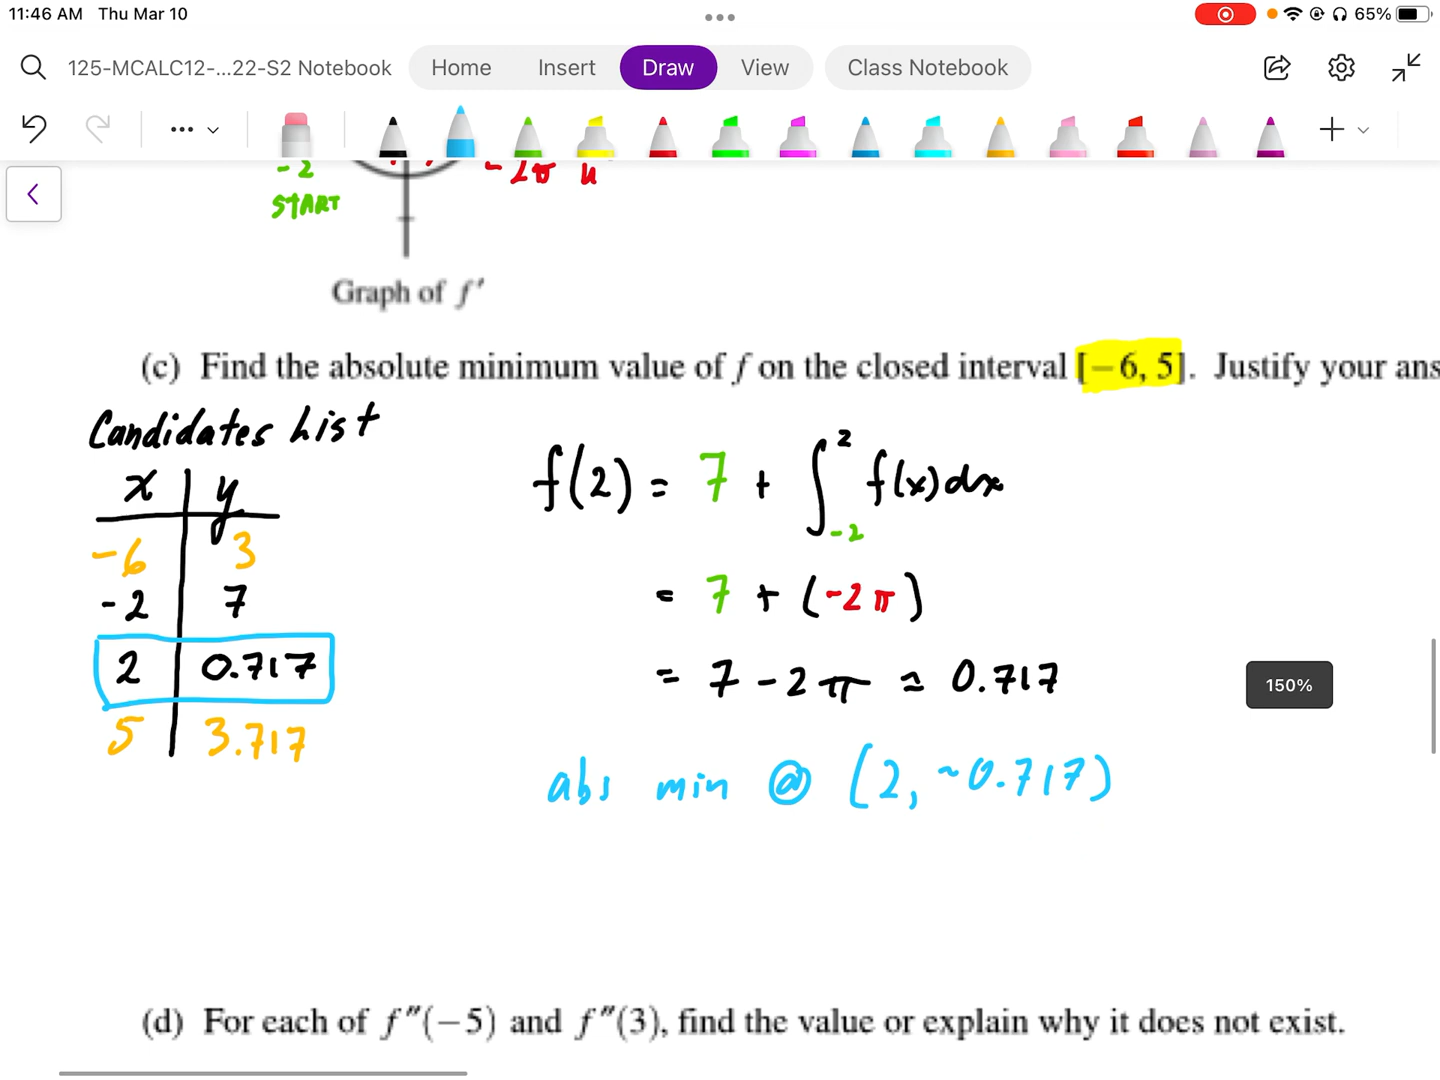 11:46 AM Thu Mar 10
65%
125-MCALC12-...22-S2 Notebook Home Insert Draw View Class Notebook
-2 -2π u
START
Graph of f′
(c) Find the absolute minimum value of f on the closed interval [−6, 5]. Justify your ans
Candidates List
x y
-6 3
-2 7
2 0.717
5 3.717
f(2) = 7 + ∫_{-2}^{2} f(x)dx
= 7 + (-2π)
= 7 - 2π ≈ 0.717
150%
abs min @ (2, ~0.717)
(d) For each of f″(−5) and f″(3), find the value or explain why it does not exist.